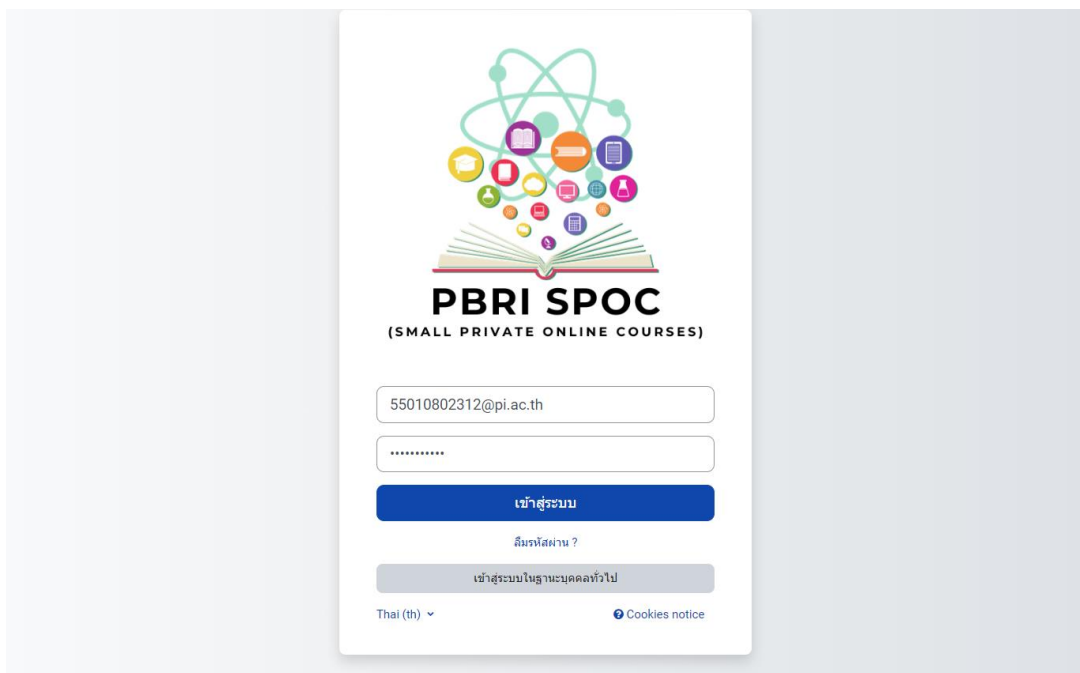 PBRI SPOC
(SMALL PRIVATE ONLINE COURSES)
55010802312@pi.ac.th
•••••••••••
เข้าสู่ระบบ
ลืมรหัสผ่าน ?
เข้าสู่ระบบในฐานะบุคคลทั่วไป
Thai (th)
Cookies notice